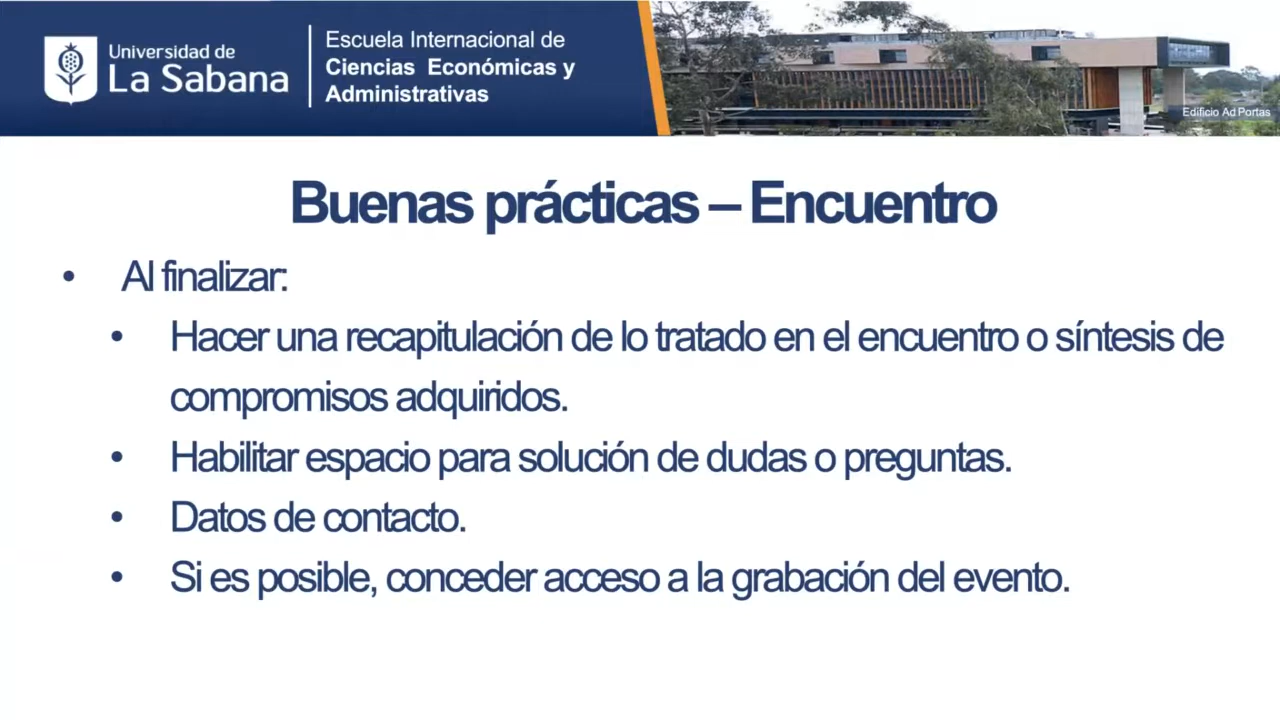 Universidad de
La Sabana
Escuela Internacional de
Ciencias Económicas y
Administrativas
Edificio Ad Portas
Buenas prácticas – Encuentro
• Al finalizar:
• Hacer una recapitulación de lo tratado en el encuentro o síntesis de
compromisos adquiridos.
• Habilitar espacio para solución de dudas o preguntas.
• Datos de contacto.
• Si es posible, conceder acceso a la grabación del evento.